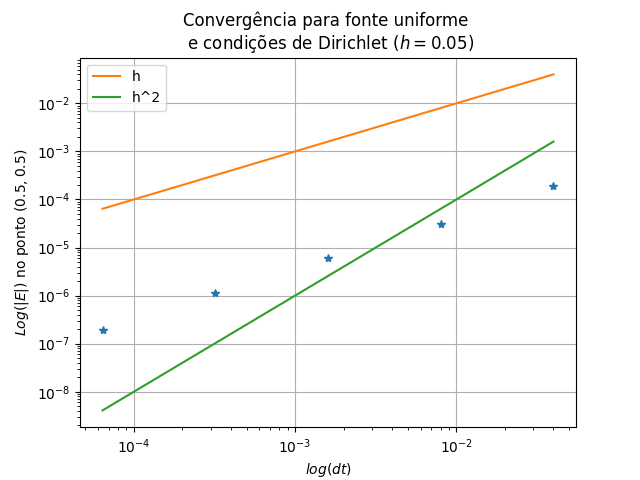 Convergência para fonte uniforme
e condições de Dirichlet (h = 0.05)
h
h^2
Log(|E|) no ponto (0.5, 0.5)
10^{-2}
10^{-3}
10^{-4}
10^{-5}
10^{-6}
10^{-7}
10^{-8}
10^{-4}
10^{-3}
10^{-2}
log(dt)